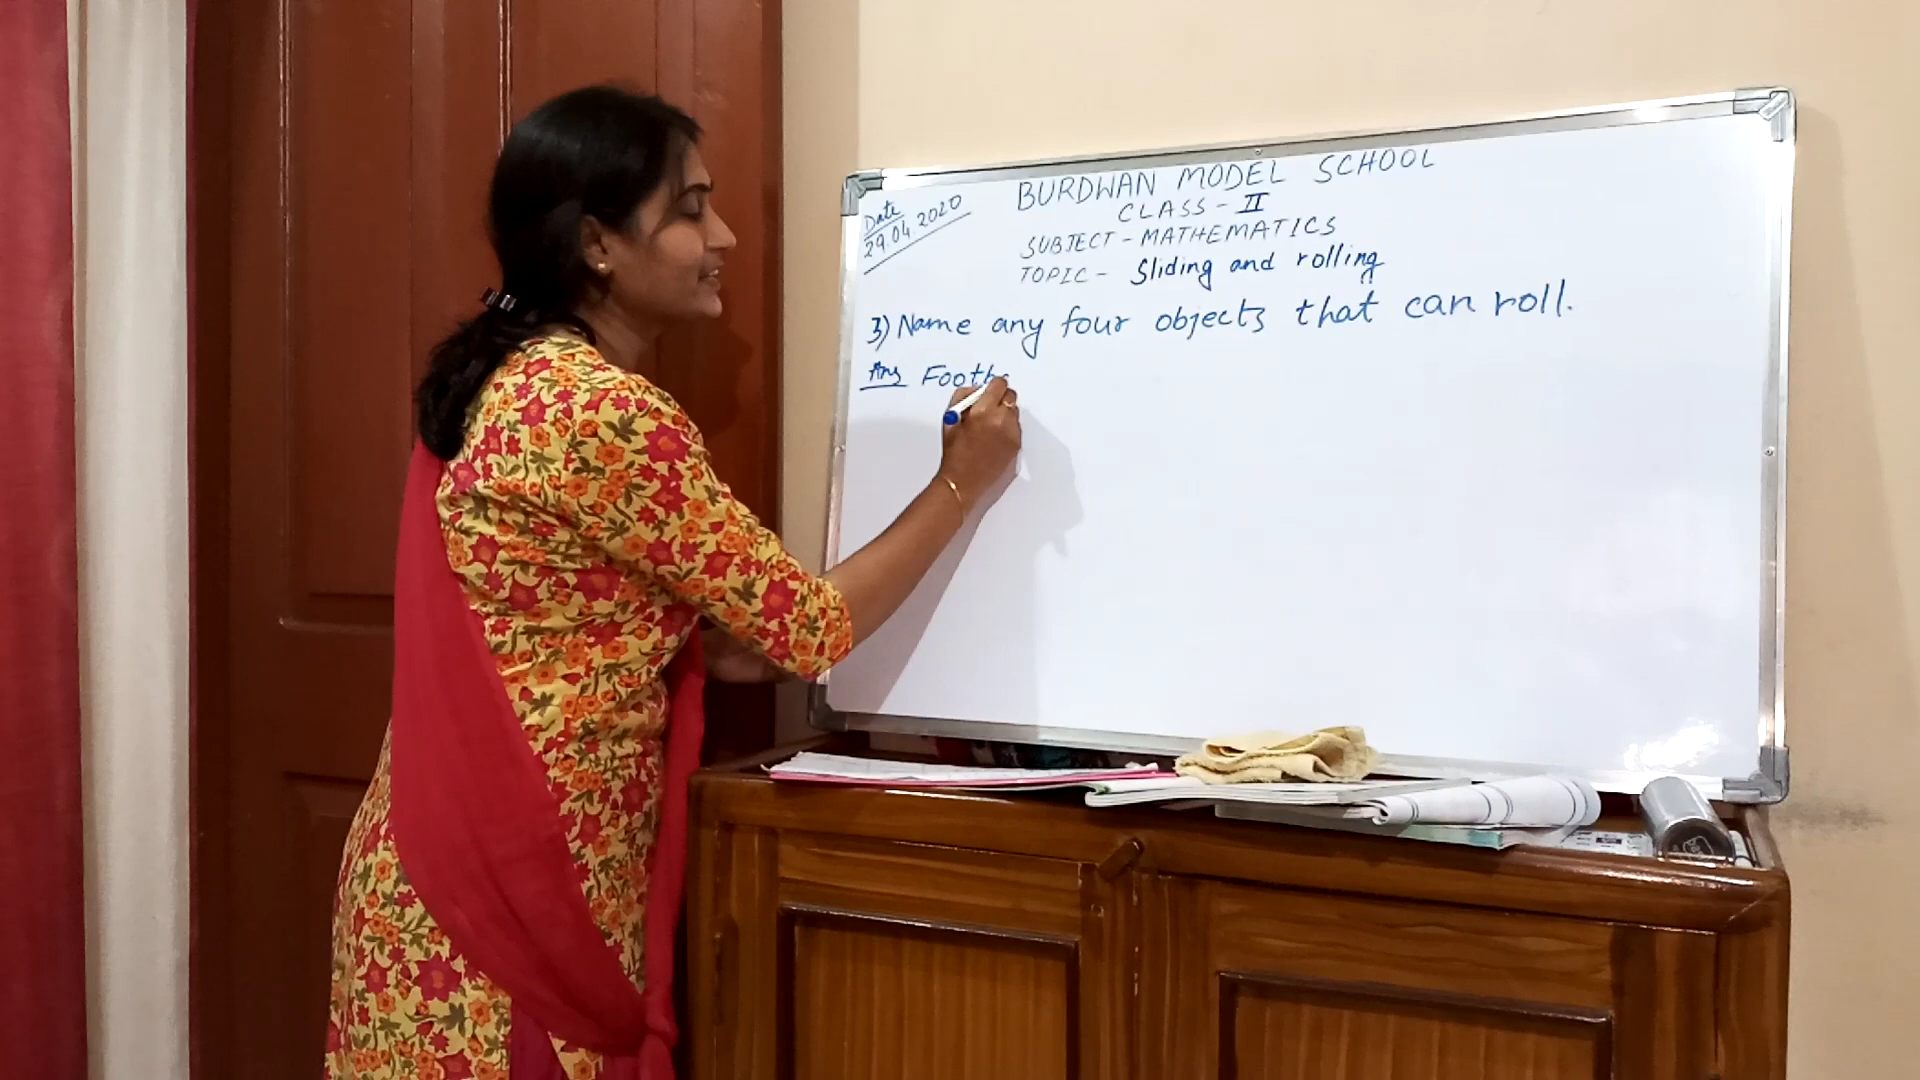 Date
29.04.2020
BURDWAN MODEL SCHOOL
CLASS - II
SUBJECT - MATHEMATICS
TOPIC - Sliding and rolling
3) Name any four objects that can roll.
Ans Footb